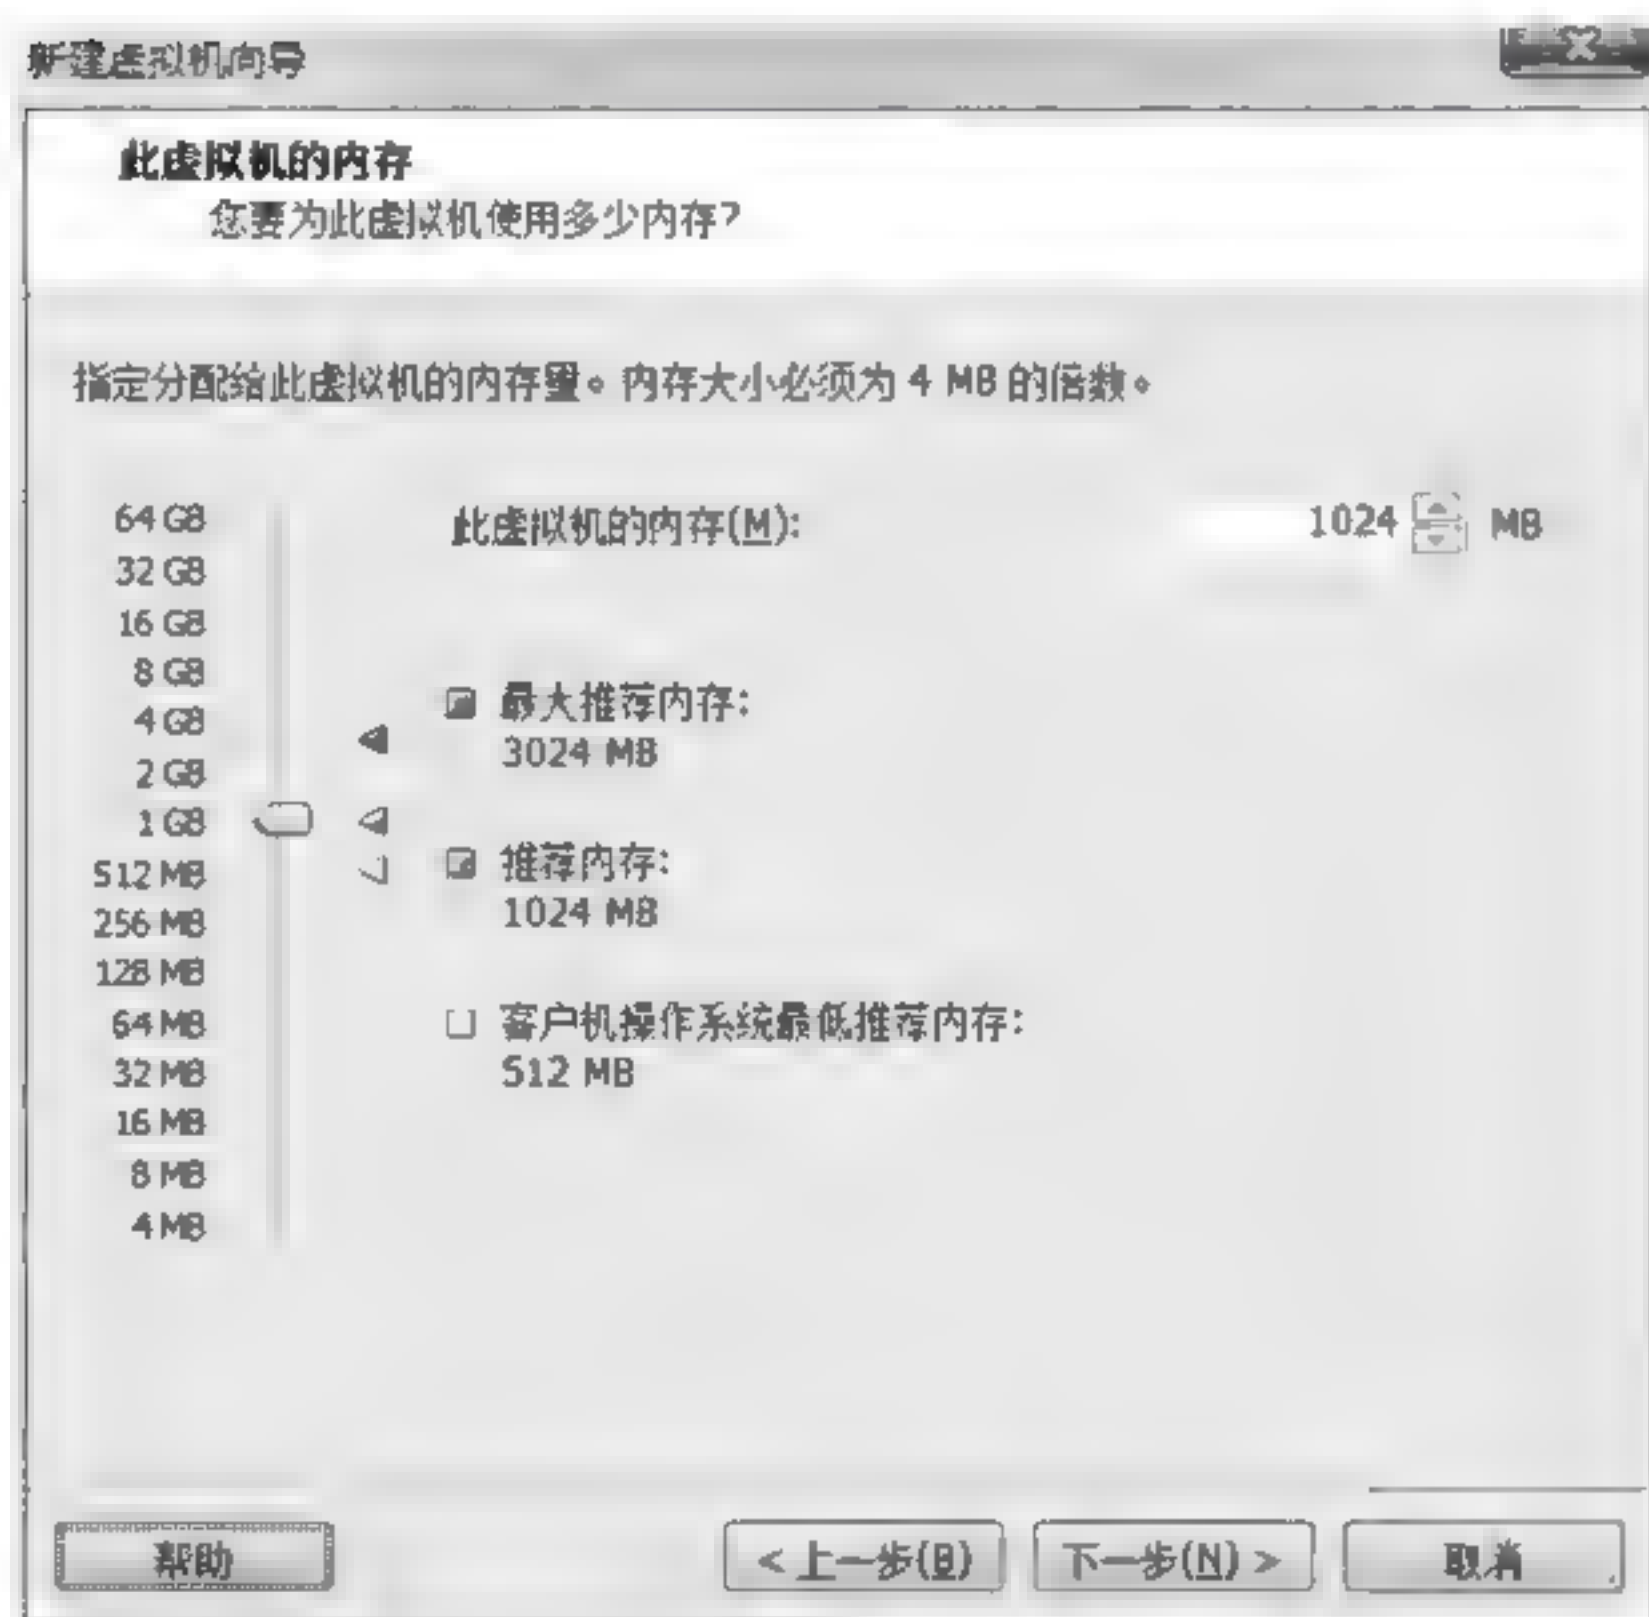 新建虚拟机向导
此虚拟机的内存
您要为此虚拟机使用多少内存?
指定分配给此虚拟机的内存量。内存大小必须为 4 MB 的倍数。
64 GB
32 GB
16 GB
8 GB
4 GB
2 GB
1 GB
512 MB
256 MB
128 MB
64 MB
32 MB
16 MB
8 MB
4 MB
此虚拟机的内存(M): 1024 MB
最大推荐内存:
3024 MB
推荐内存:
1024 MB
客户机操作系统最低推荐内存:
512 MB
帮助
< 上一步(B)
下一步(N) >
取消